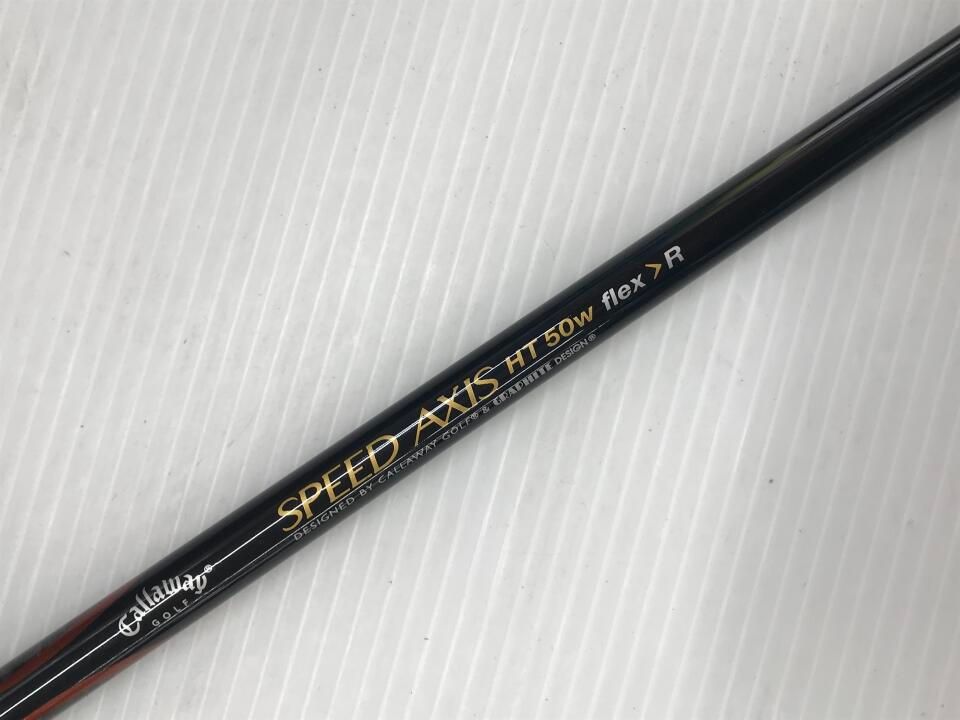 Callaway®
GOLF
SPEED AXIS HT 50w flex > R
DESIGNED BY CALLAWAY GOLF® & GRAPHITE DESIGN®